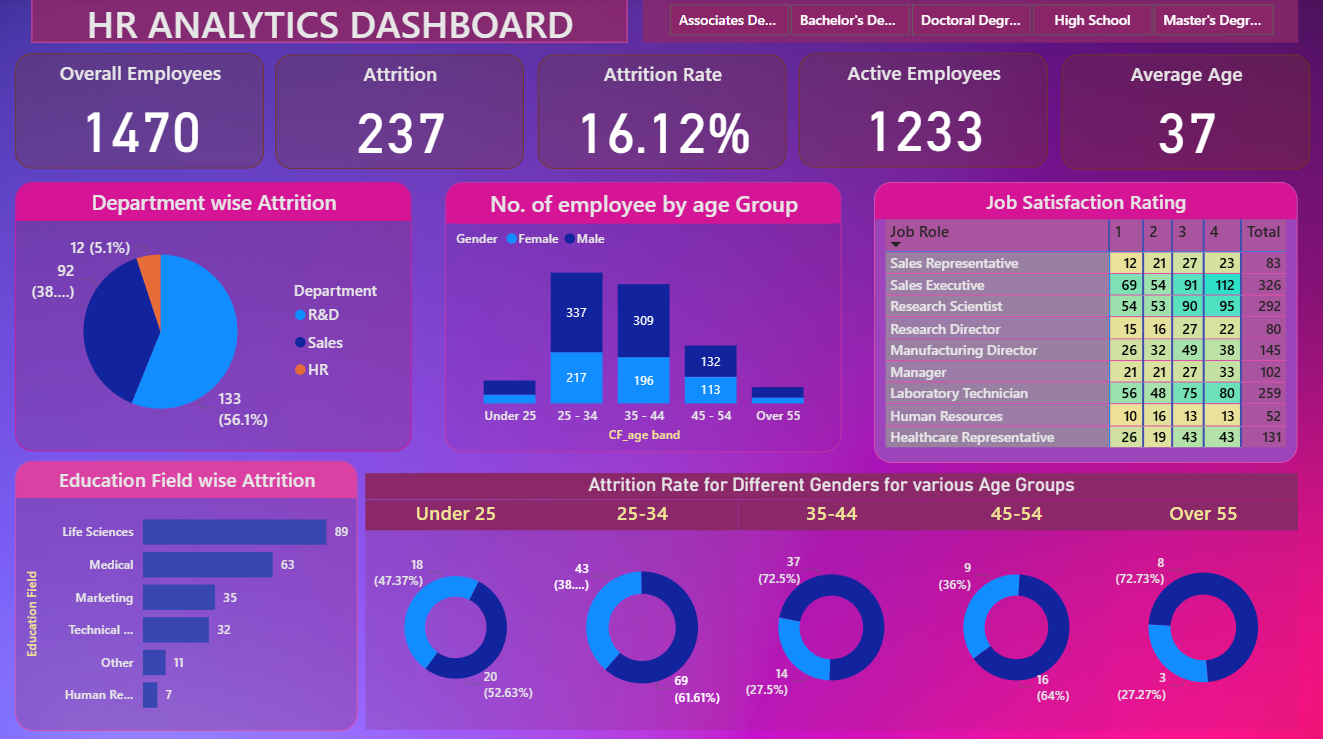 HR ANALYTICS DASHBOARD
Associates De...
Bachelor's De...
Doctoral Degr...
High School
Master's Degr...
Overall Employees
1470
Attrition
237
Attrition Rate
16.12%
Active Employees
1233
Average Age
37
Department wise Attrition
12 (5.1%)
92
(38....)
133
(56.1%)
Department
R&D
Sales
HR
No. of employee by age Group
Gender Female Male
337
309
132
217
196
113
Under 25 25 - 34 35 - 44 45 - 54 Over 55
CF_age band
Job Satisfaction Rating
Job Role 1 2 3 4 Total
Sales Representative 12 21 27 23 83
Sales Executive 69 54 91 112 326
Research Scientist 54 53 90 95 292
Research Director 15 16 27 22 80
Manufacturing Director 26 32 49 38 145
Manager 21 21 27 33 102
Laboratory Technician 56 48 75 80 259
Human Resources 10 16 13 13 52
Healthcare Representative 26 19 43 43 131
Education Field wise Attrition
Education Field
Life Sciences 89
Medical 63
Marketing 35
Technical ... 32
Other 11
Human Re... 7
Attrition Rate for Different Genders for various Age Groups
Under 25
18
(47.37%)
20
(52.63%)
25-34
43
(38....)
69
(61.61%)
35-44
37
(72.5%)
14
(27.5%)
45-54
9
(36%)
16
(64%)
Over 55
8
(72.73%)
3
(27.27%)